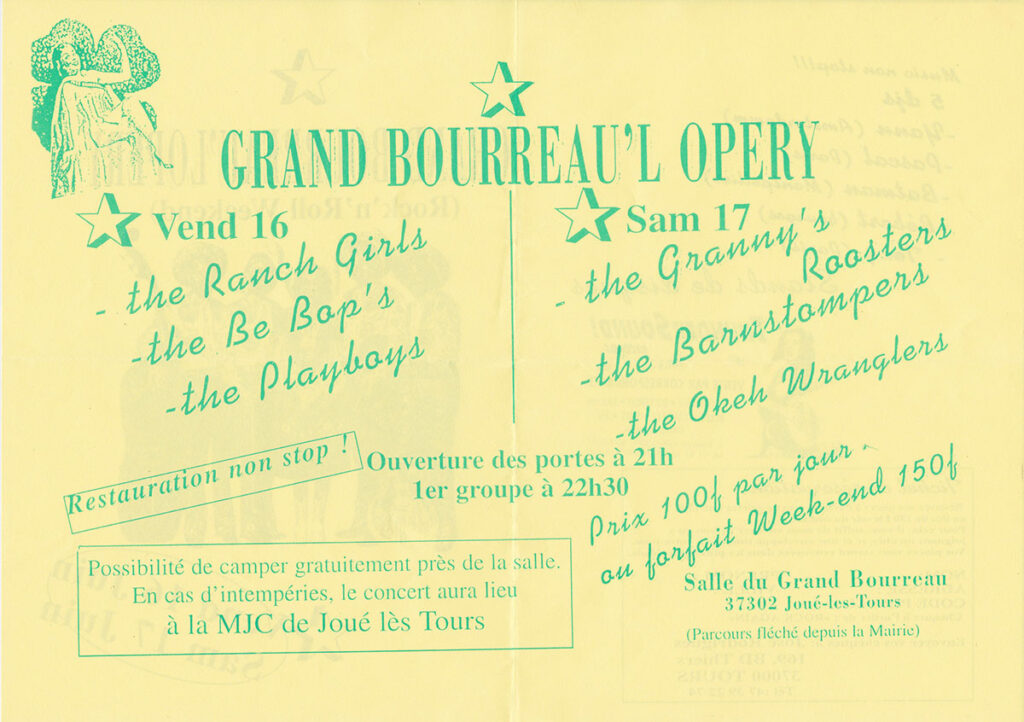 GRAND BOURREAU'L OPERY
Vend 16
- the Ranch Girls
-the Be Bop's
-the Playboys
Sam 17
- the Granny's
Roosters
-the Barnstompers
-the Okeh Wranglers
Restauration non stop !
Ouverture des portes à 21h
1er groupe à 22h30
Prix 100f par jour
ou forfait Week-end 150f
Possibilité de camper gratuitement près de la salle.
En cas d'intempéries, le concert aura lieu
à la MJC de Joué lès Tours
Salle du Grand Bourreau
37302 Joué-les-Tours
(Parcours fléché depuis la Mairie)